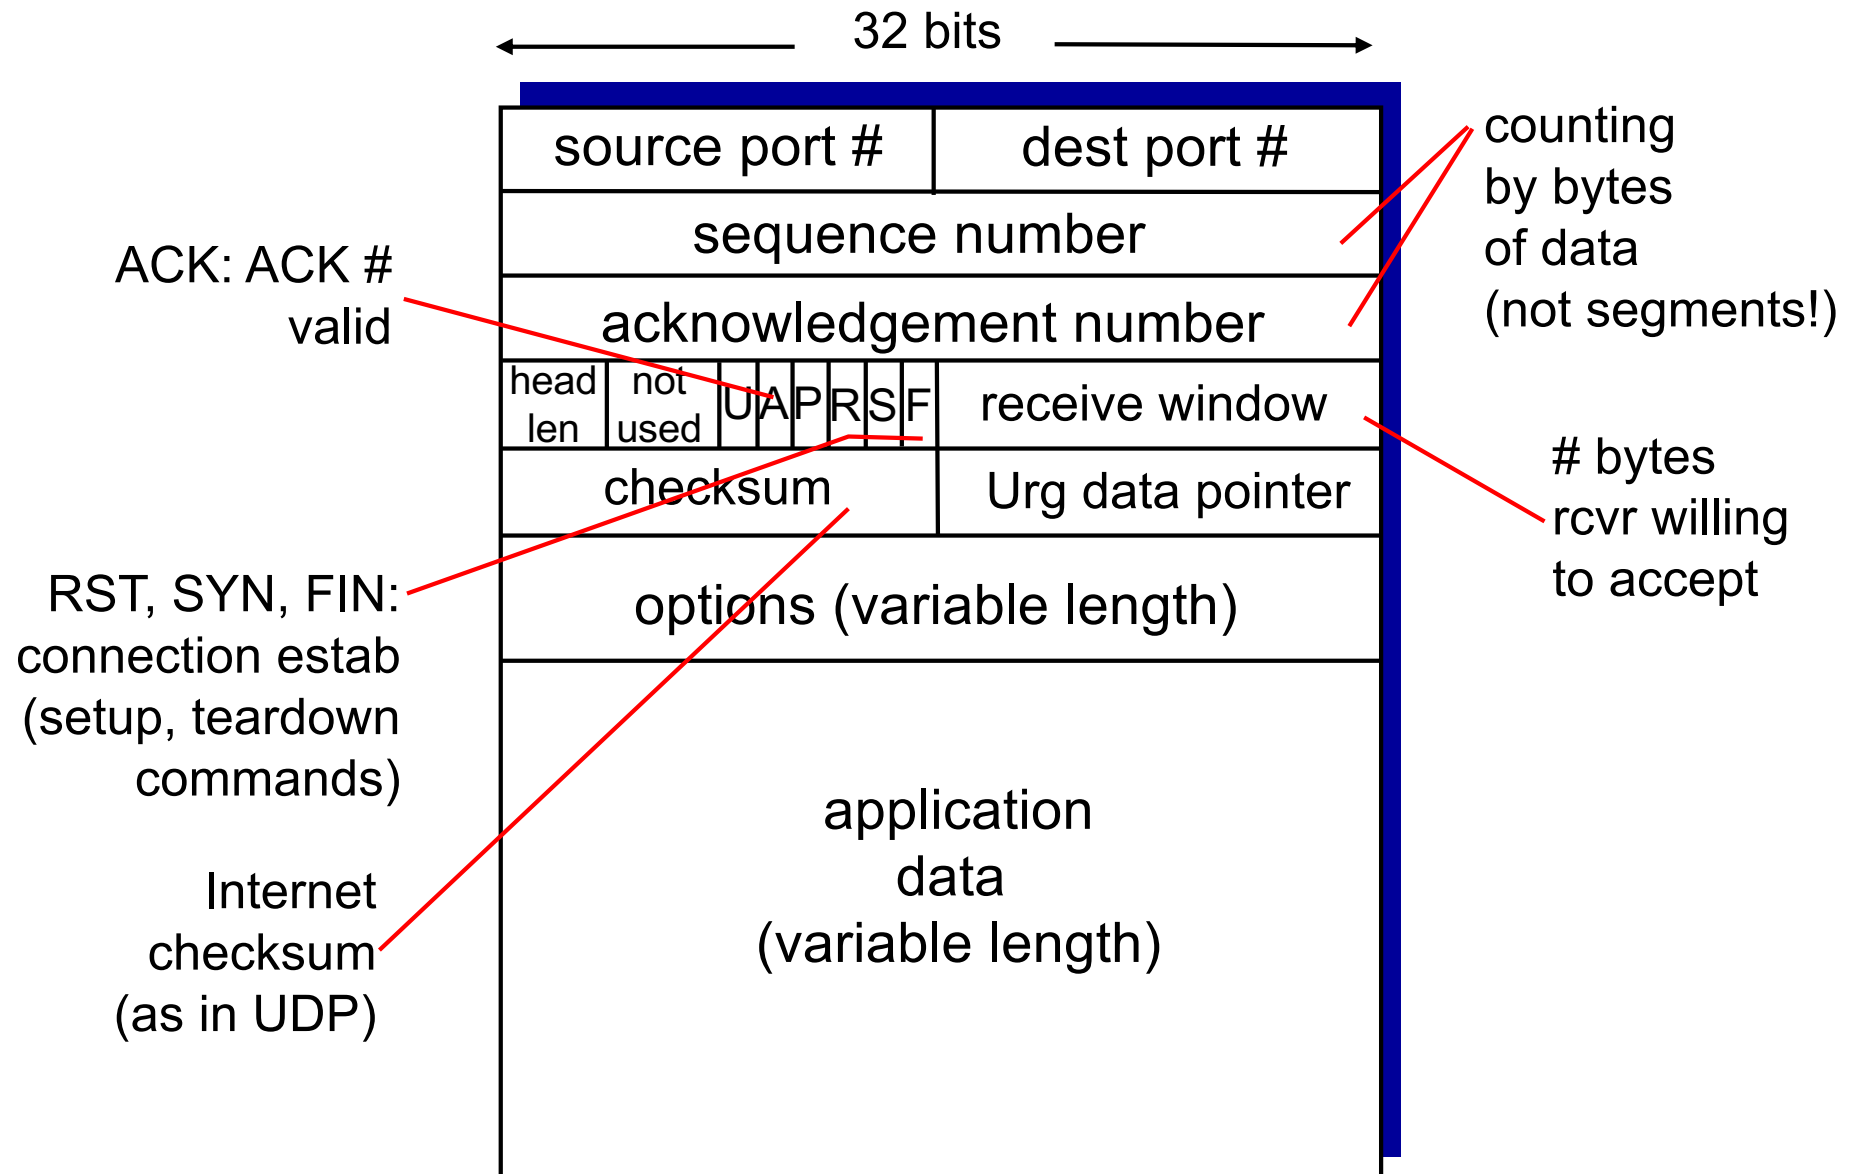 32 bits
source port #
dest port #
sequence number
acknowledgement number
head
len
not
used
U
A
P
R
S
F
receive window
checksum
Urg data pointer
options (variable length)
application
data
(variable length)
ACK: ACK #
valid
RST, SYN, FIN:
connection estab
(setup, teardown
commands)
Internet
checksum
(as in UDP)
counting
by bytes
of data
(not segments!)
# bytes
rcvr willing
to accept